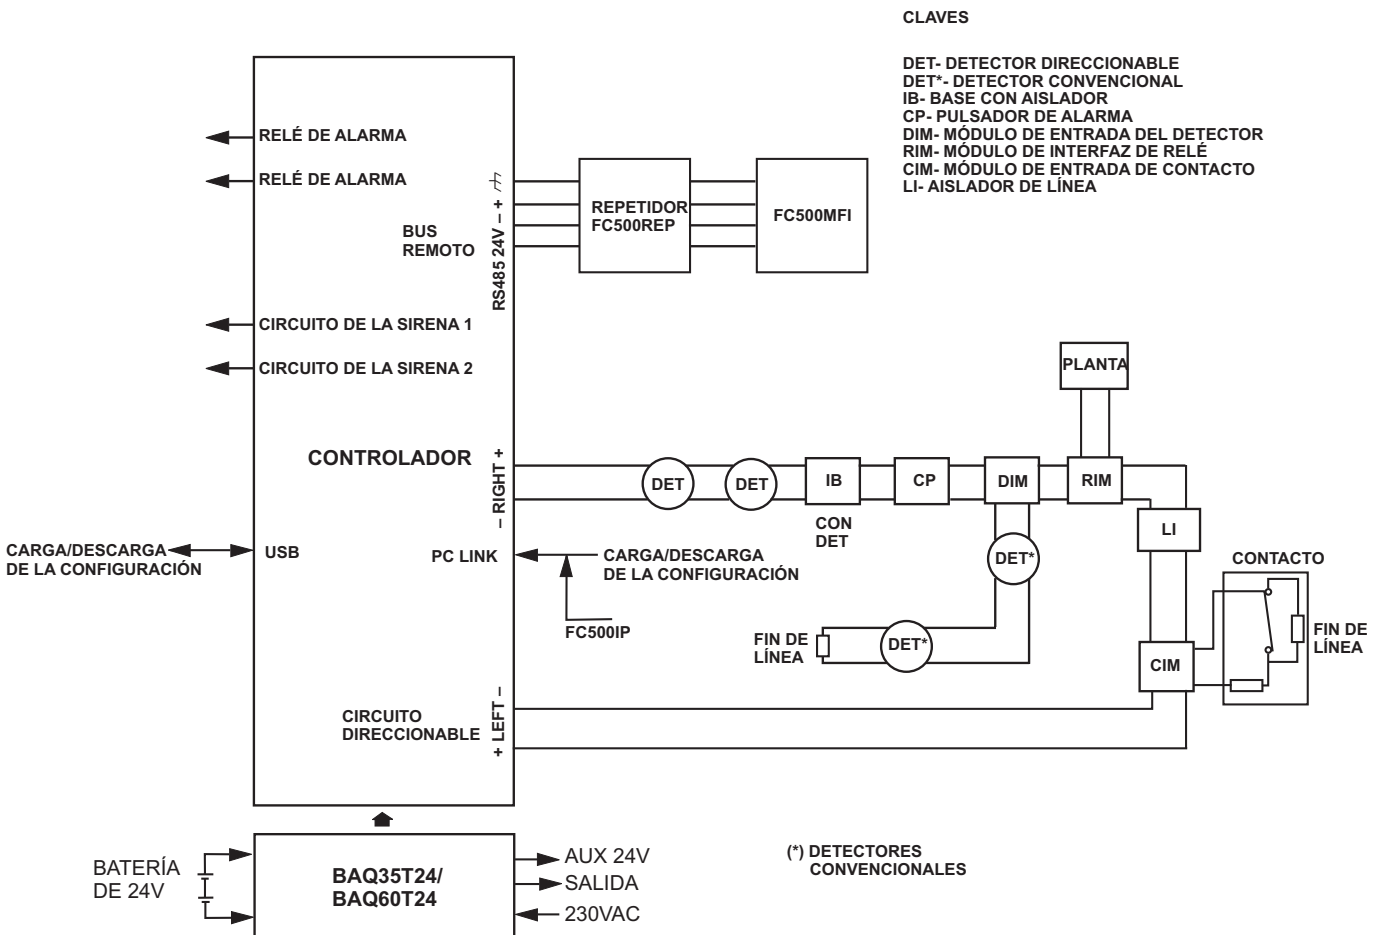 CLAVES
DET- DETECTOR DIRECCIONABLE
DET*- DETECTOR CONVENCIONAL
IB- BASE CON AISLADOR
CP- PULSADOR DE ALARMA
DIM- MÓDULO DE ENTRADA DEL DETECTOR
RIM- MÓDULO DE INTERFAZ DE RELÉ
CIM- MÓDULO DE ENTRADA DE CONTACTO
LI- AISLADOR DE LÍNEA
RELÉ DE ALARMA
RELÉ DE ALARMA
BUS
REMOTO
RS485 24V – +
REPETIDOR
FC500REP
FC500MFI
CIRCUITO DE LA SIRENA 1
CIRCUITO DE LA SIRENA 2
PLANTA
CONTROLADOR
– RIGHT +
DET
DET
IB
CP
DIM
RIM
CON
DET
LI
CARGA/DESCARGA
DE LA CONFIGURACIÓN
USB
PC LINK
CARGA/DESCARGA
DE LA CONFIGURACIÓN
FC500IP
DET*
CONTACTO
FIN DE
LÍNEA
FIN DE
LÍNEA
DET*
CIM
CIRCUITO
DIRECCIONABLE
+ LEFT –
BATERÍA
DE 24V
BAQ35T24/
BAQ60T24
AUX 24V
SALIDA
230VAC
(*) DETECTORES
CONVENCIONALES